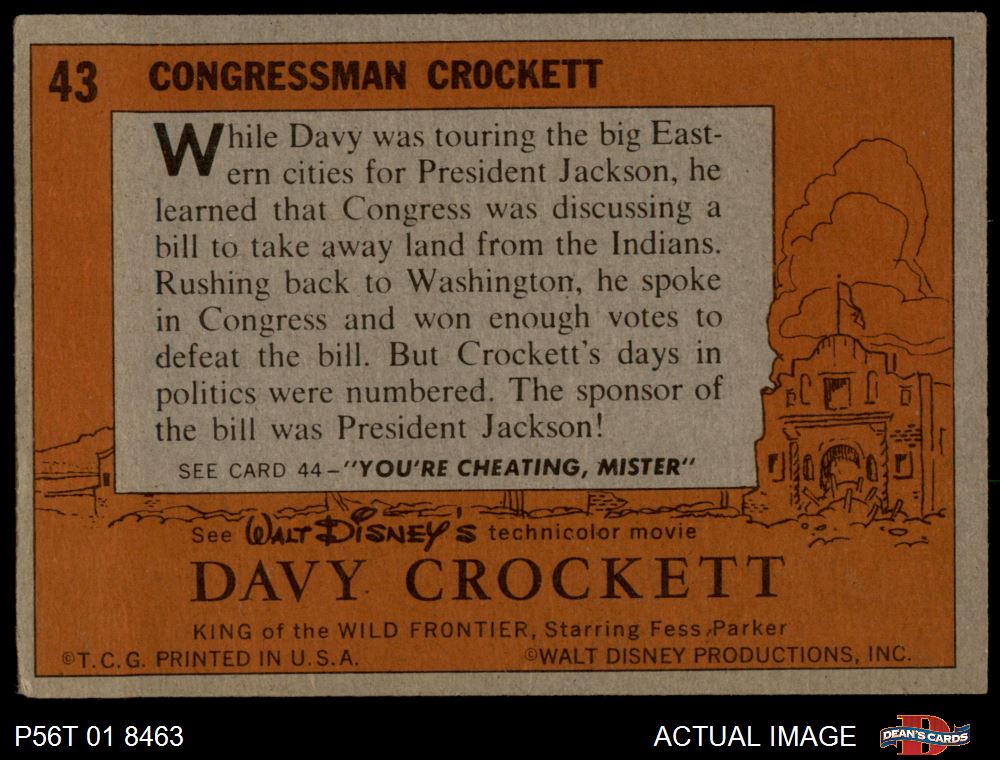 43 CONGRESSMAN CROCKETT
While Davy was touring the big East-
ern cities for President Jackson, he
learned that Congress was discussing a
bill to take away land from the Indians.
Rushing back to Washington, he spoke
in Congress and won enough votes to
defeat the bill. But Crockett's days in
politics were numbered. The sponsor of
the bill was President Jackson!
SEE CARD 44–"YOU'RE CHEATING, MISTER"
See WALT DISNEY'S technicolor movie
DAVY CROCKETT
KING of the WILD FRONTIER, Starring Fess Parker
©T.C.G. PRINTED IN U.S.A. ©WALT DISNEY PRODUCTIONS, INC.
P56T 01 8463 ACTUAL IMAGE D DEAN'S CARDS